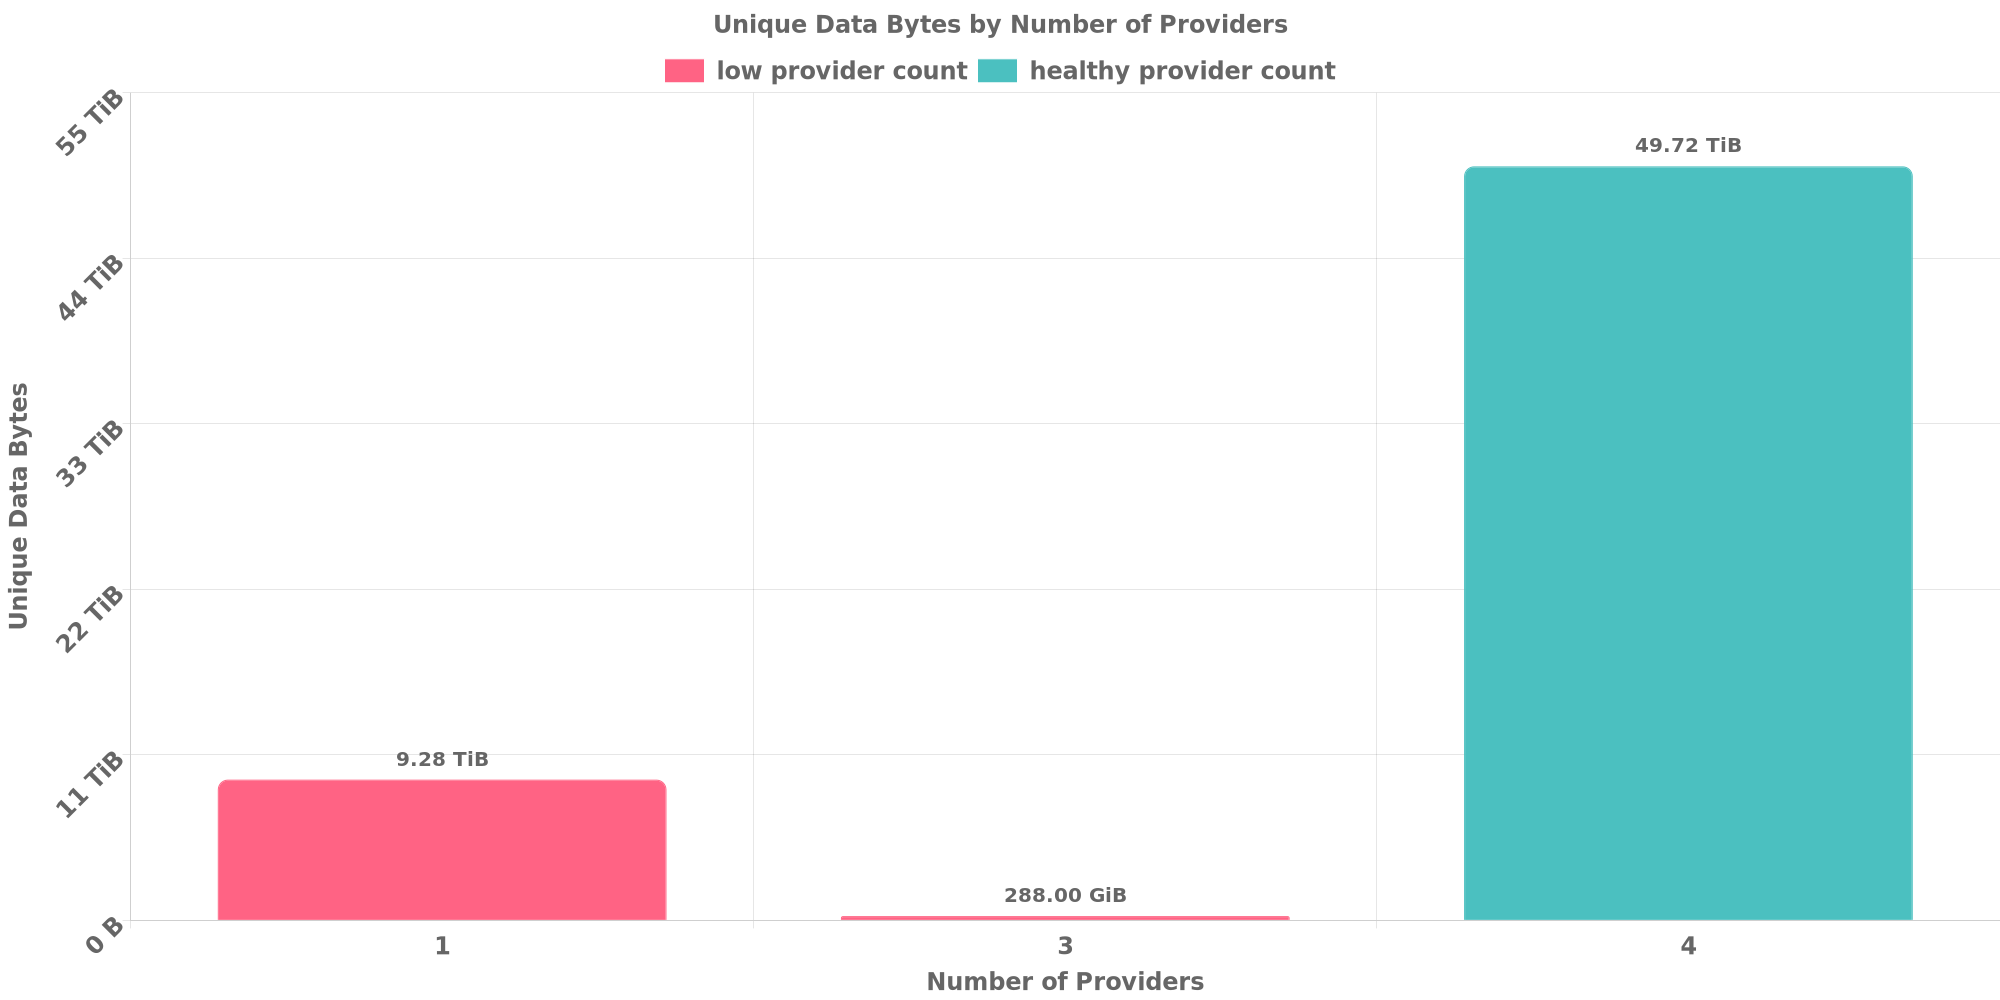 Unique Data Bytes by Number of Providers
low provider count healthy provider count
55 TiB
44 TiB
33 TiB
22 TiB
11 TiB
0 B
Unique Data Bytes
9.28 TiB
288.00 GiB
49.72 TiB
1 3 4
Number of Providers